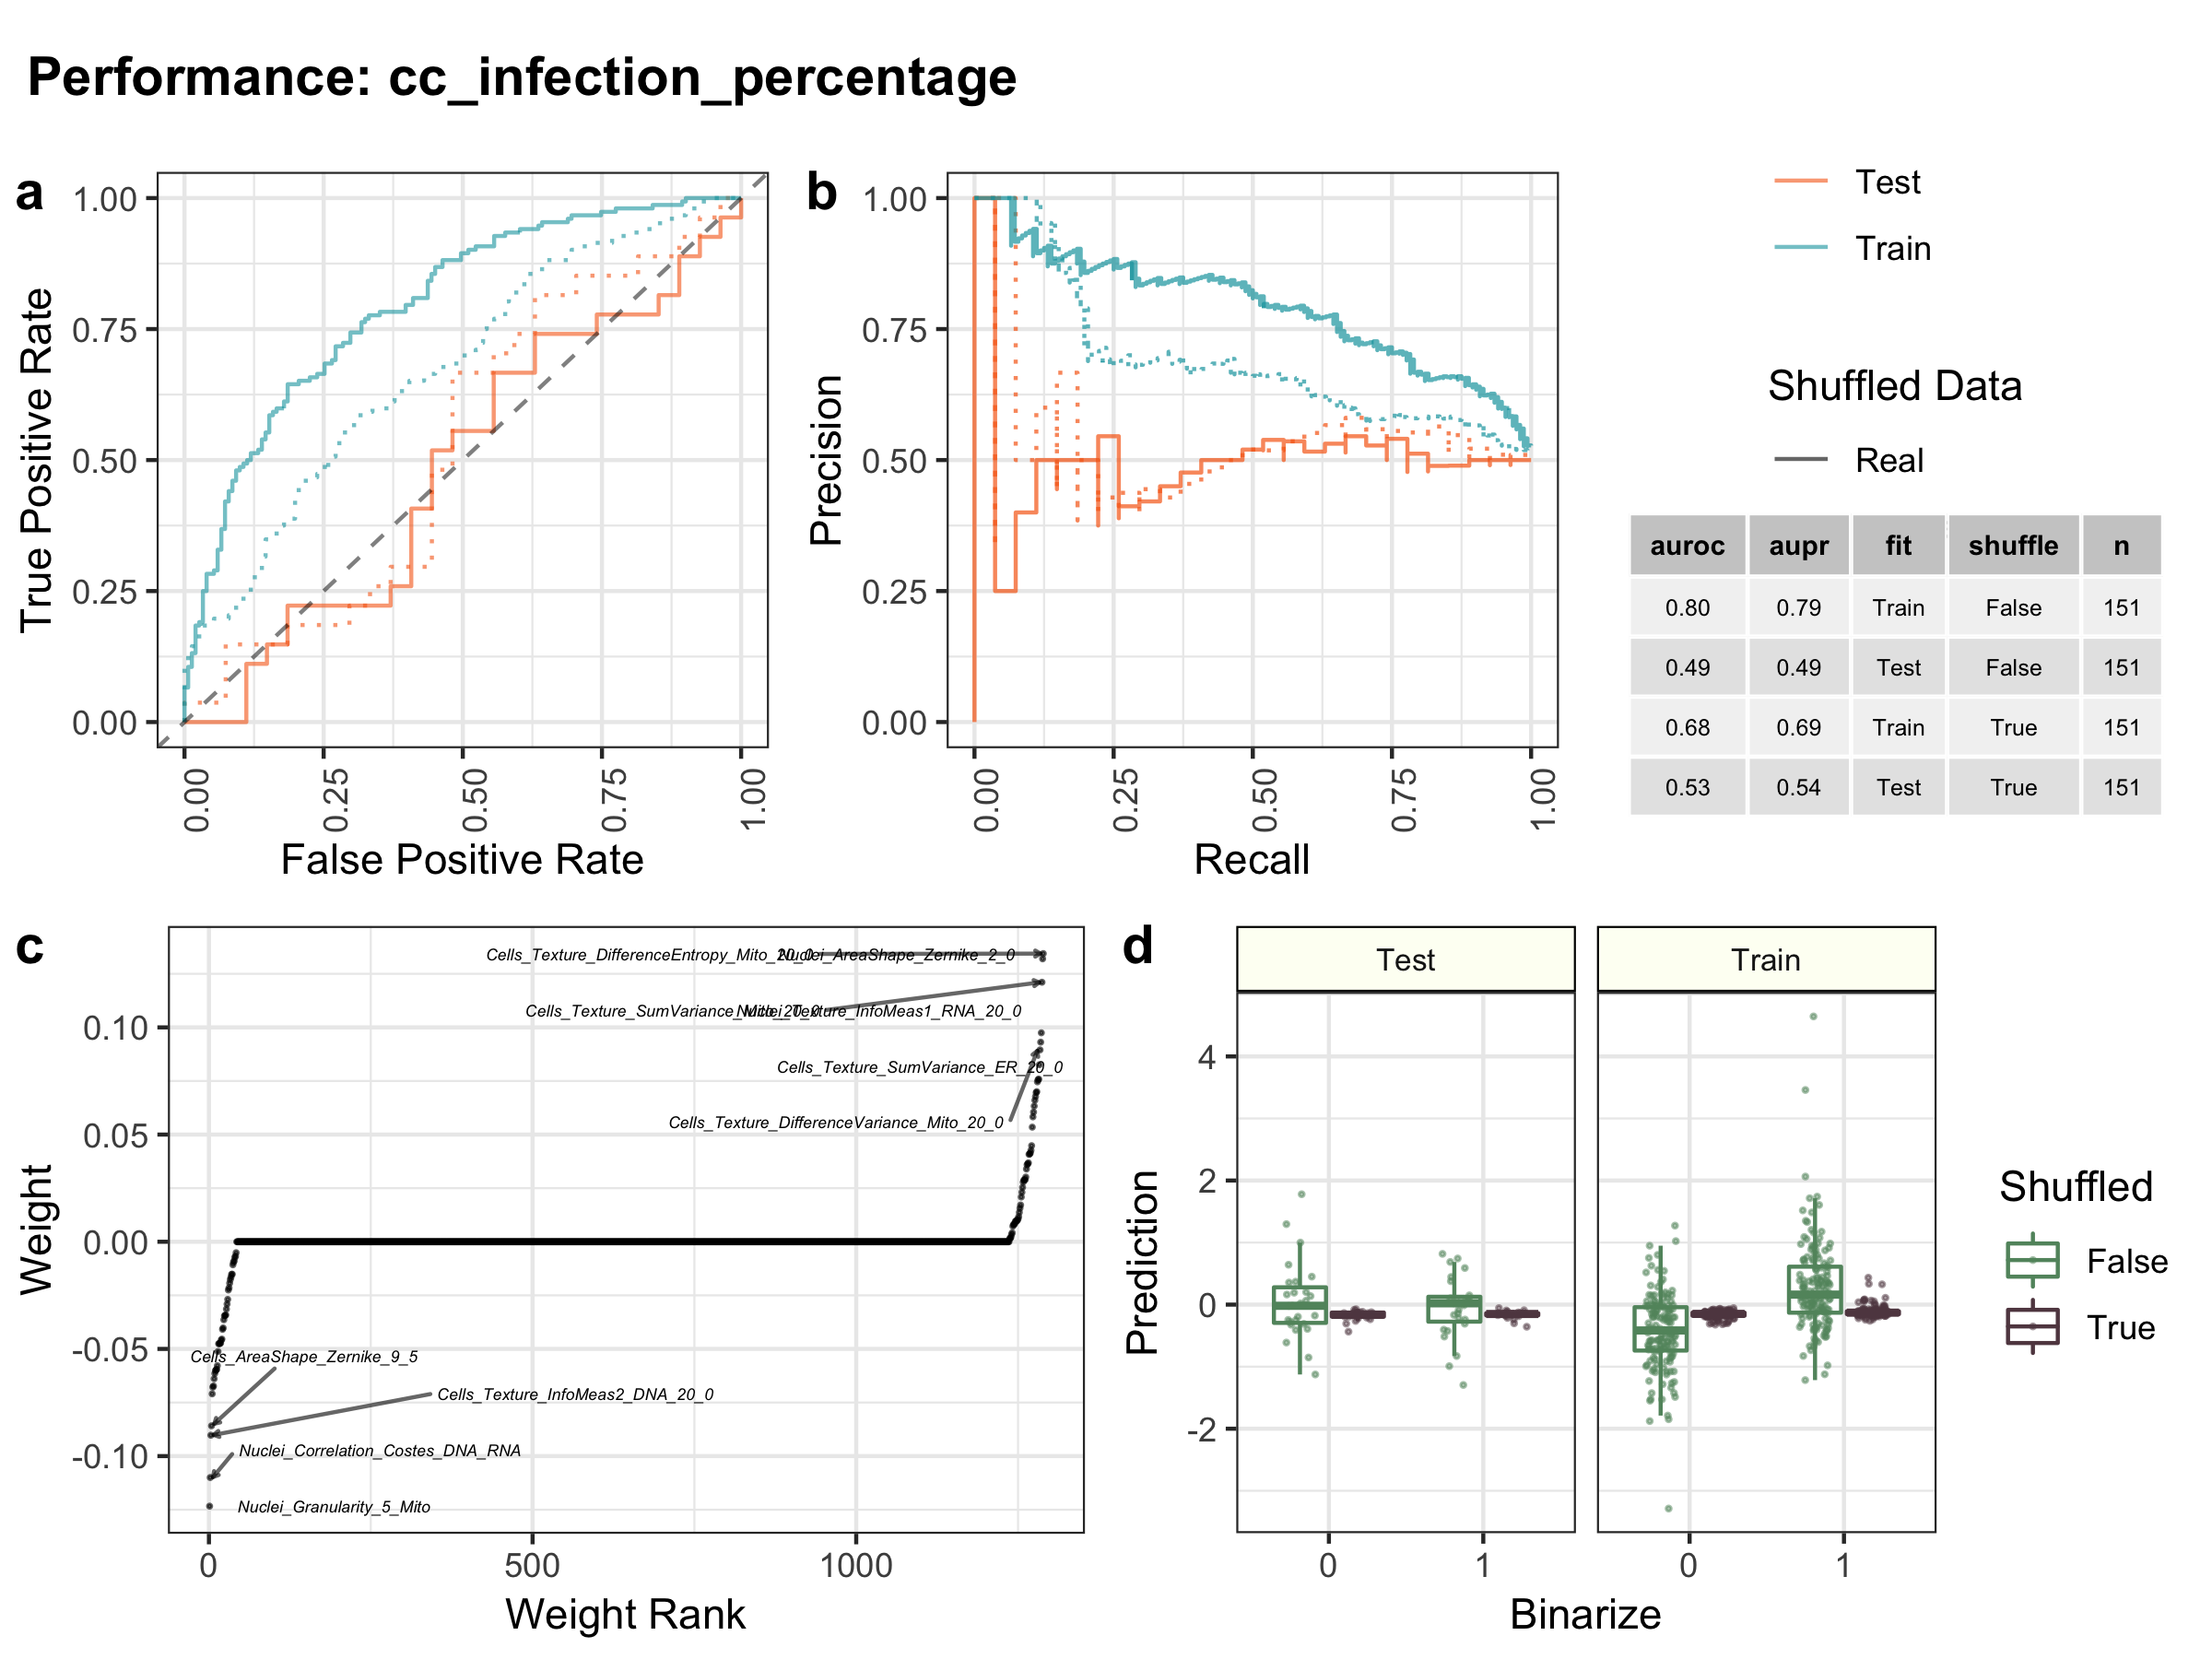 Performance: cc_infection_percentage
a
1.00
0.75
0.50
0.25
0.00
True Positive Rate
0.00
0.25
0.50
0.75
1.00
False Positive Rate
b
1.00
0.75
0.50
0.25
0.00
Precision
0.00
0.25
0.50
0.75
1.00
Recall
Test
Train
Shuffled Data
Real
auroc aupr fit shuffle n
0.80 0.79 Train False 151
0.49 0.49 Test False 151
0.68 0.69 Train True 151
0.53 0.54 Test True 151
c
0.10
0.05
0.00
-0.05
-0.10
Weight
Cells_Texture_DifferenceEntropy_Mito_20_0
Nuclei_AreaShape_Zernike_2_0
Cells_Texture_SumVariance_Mito_20_0
Nuclei_Texture_InfoMeas1_RNA_20_0
Cells_Texture_SumVariance_ER_20_0
Cells_Texture_DifferenceVariance_Mito_20_0
Cells_AreaShape_Zernike_9_5
Cells_Texture_InfoMeas2_DNA_20_0
Nuclei_Correlation_Costes_DNA_RNA
Nuclei_Granularity_5_Mito
0
500
1000
Weight Rank
d
Test
Train
4
2
0
-2
Prediction
0
1
0
1
Binarize
Shuffled
False
True